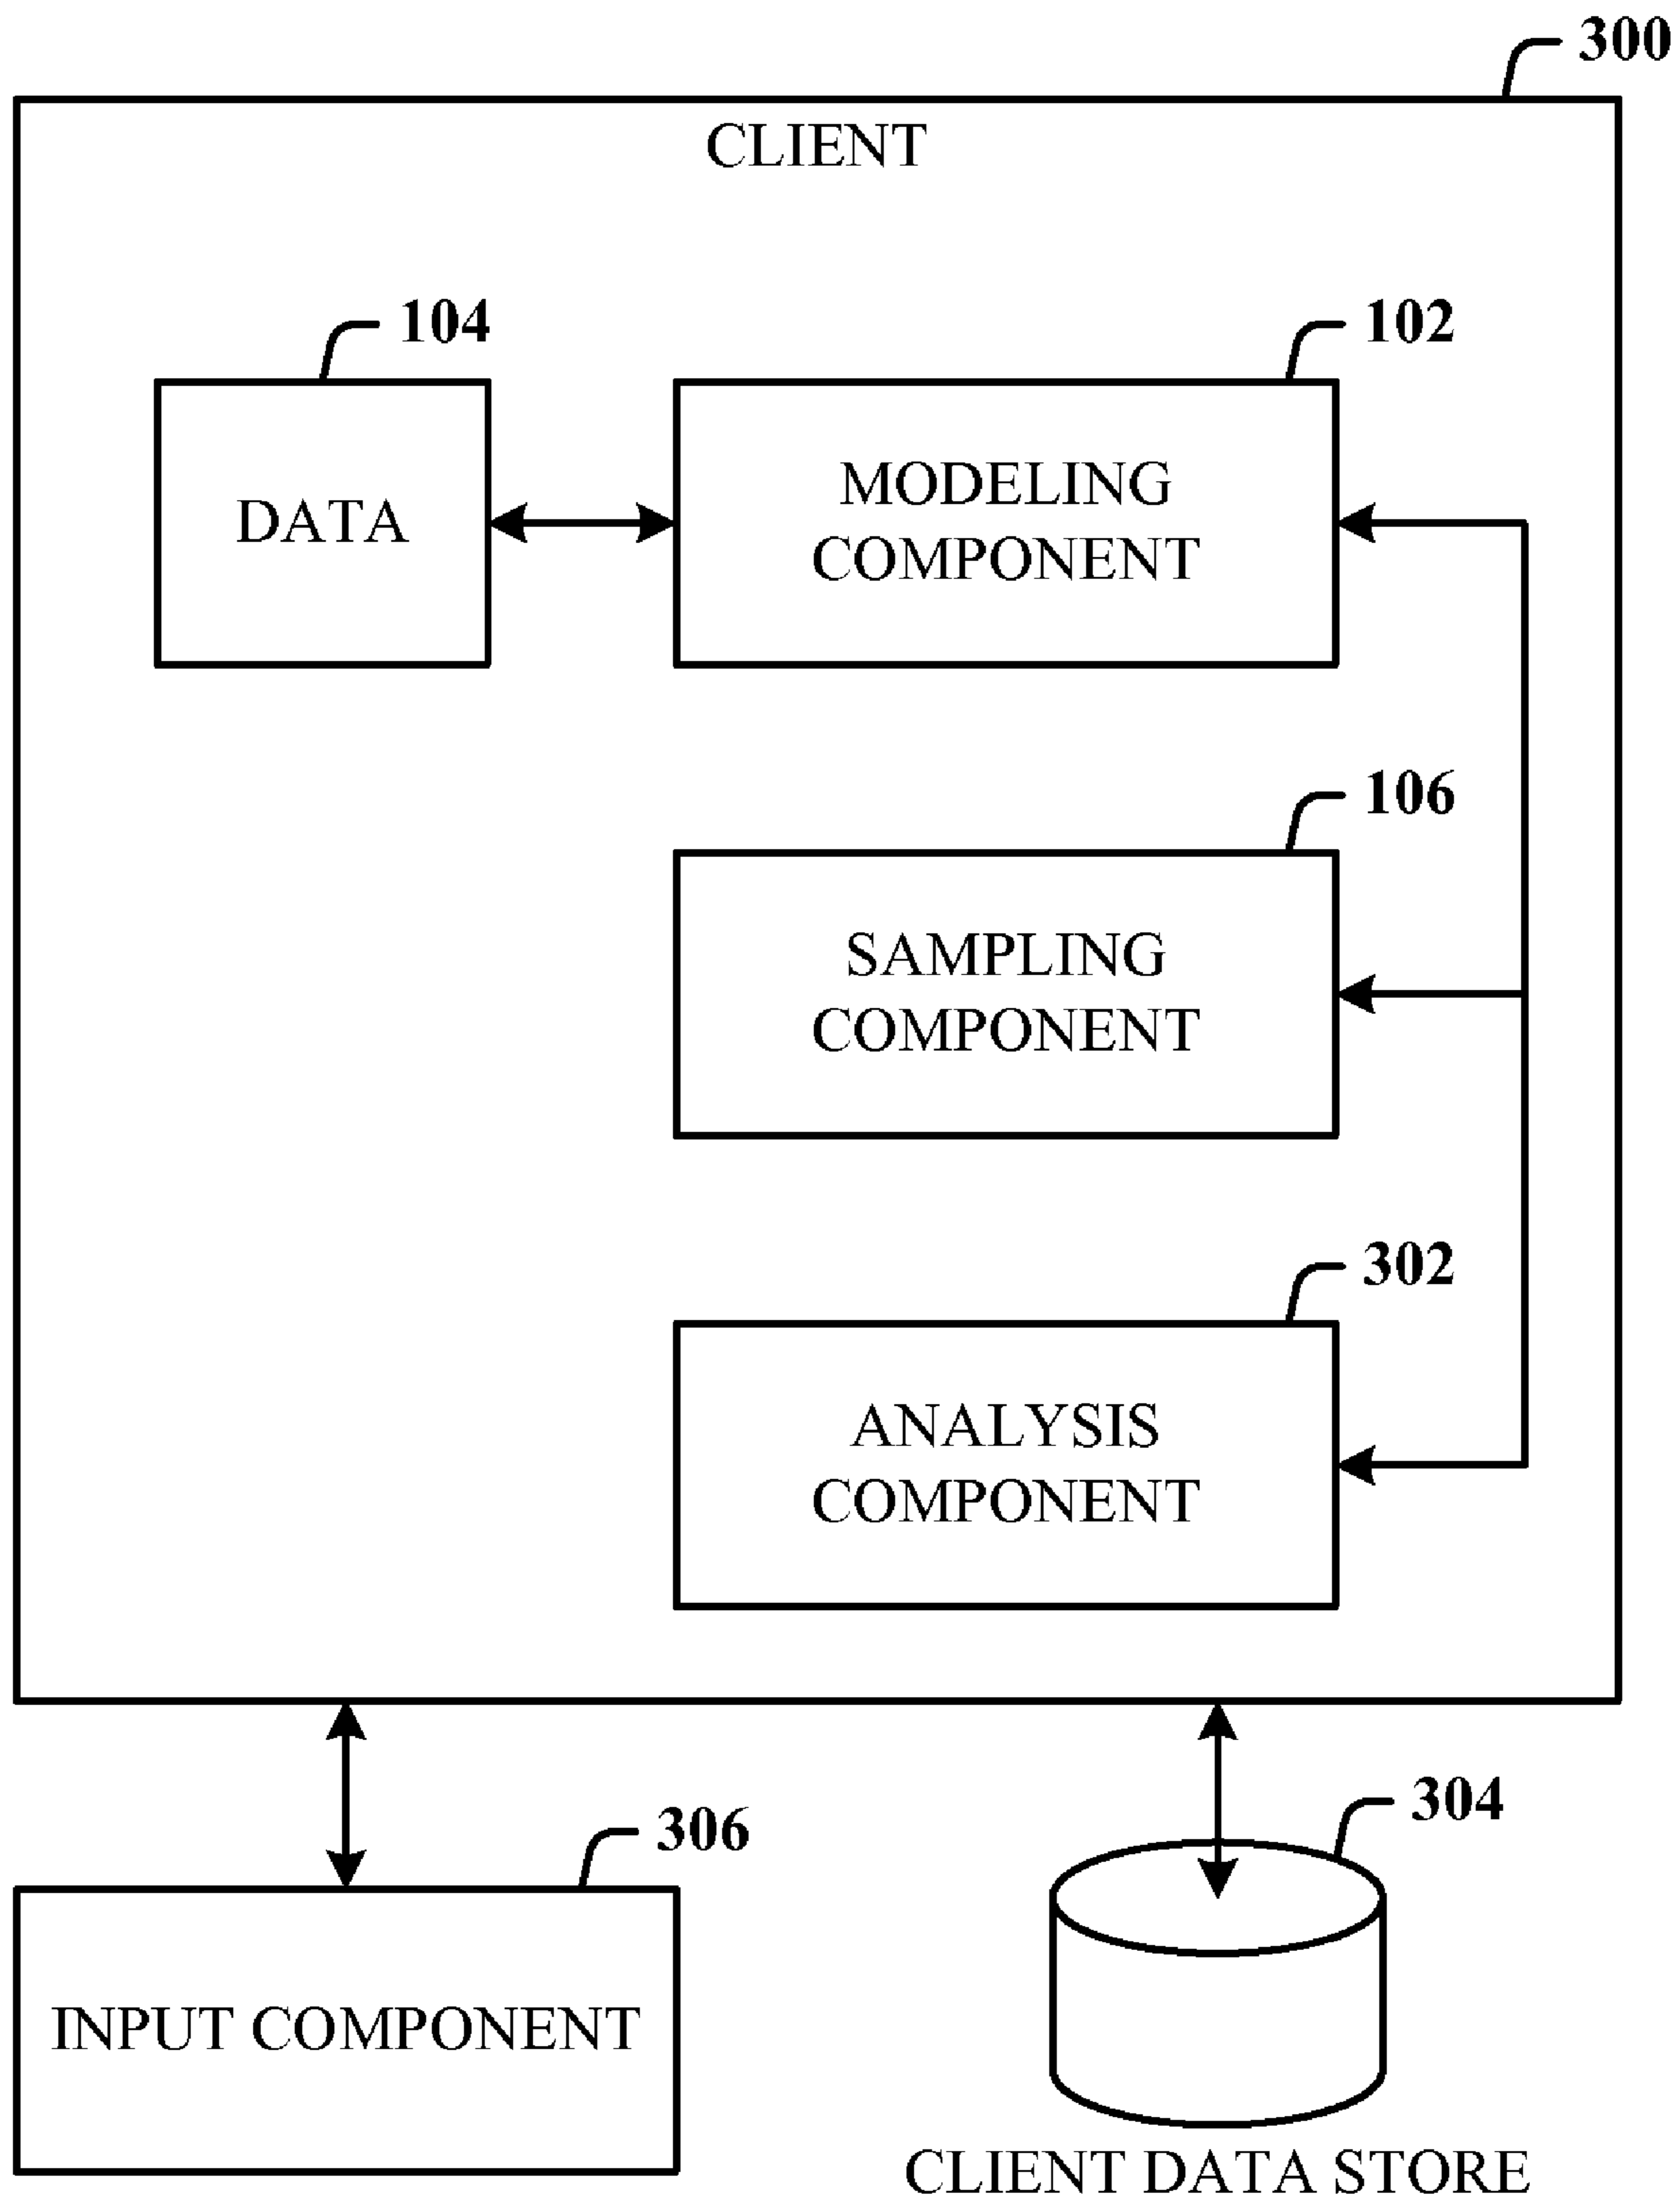 300
CLIENT
104
102
DATA
MODELING
COMPONENT
106
SAMPLING
COMPONENT
302
ANALYSIS
COMPONENT
306
304
INPUT COMPONENT
CLIENT DATA STORE